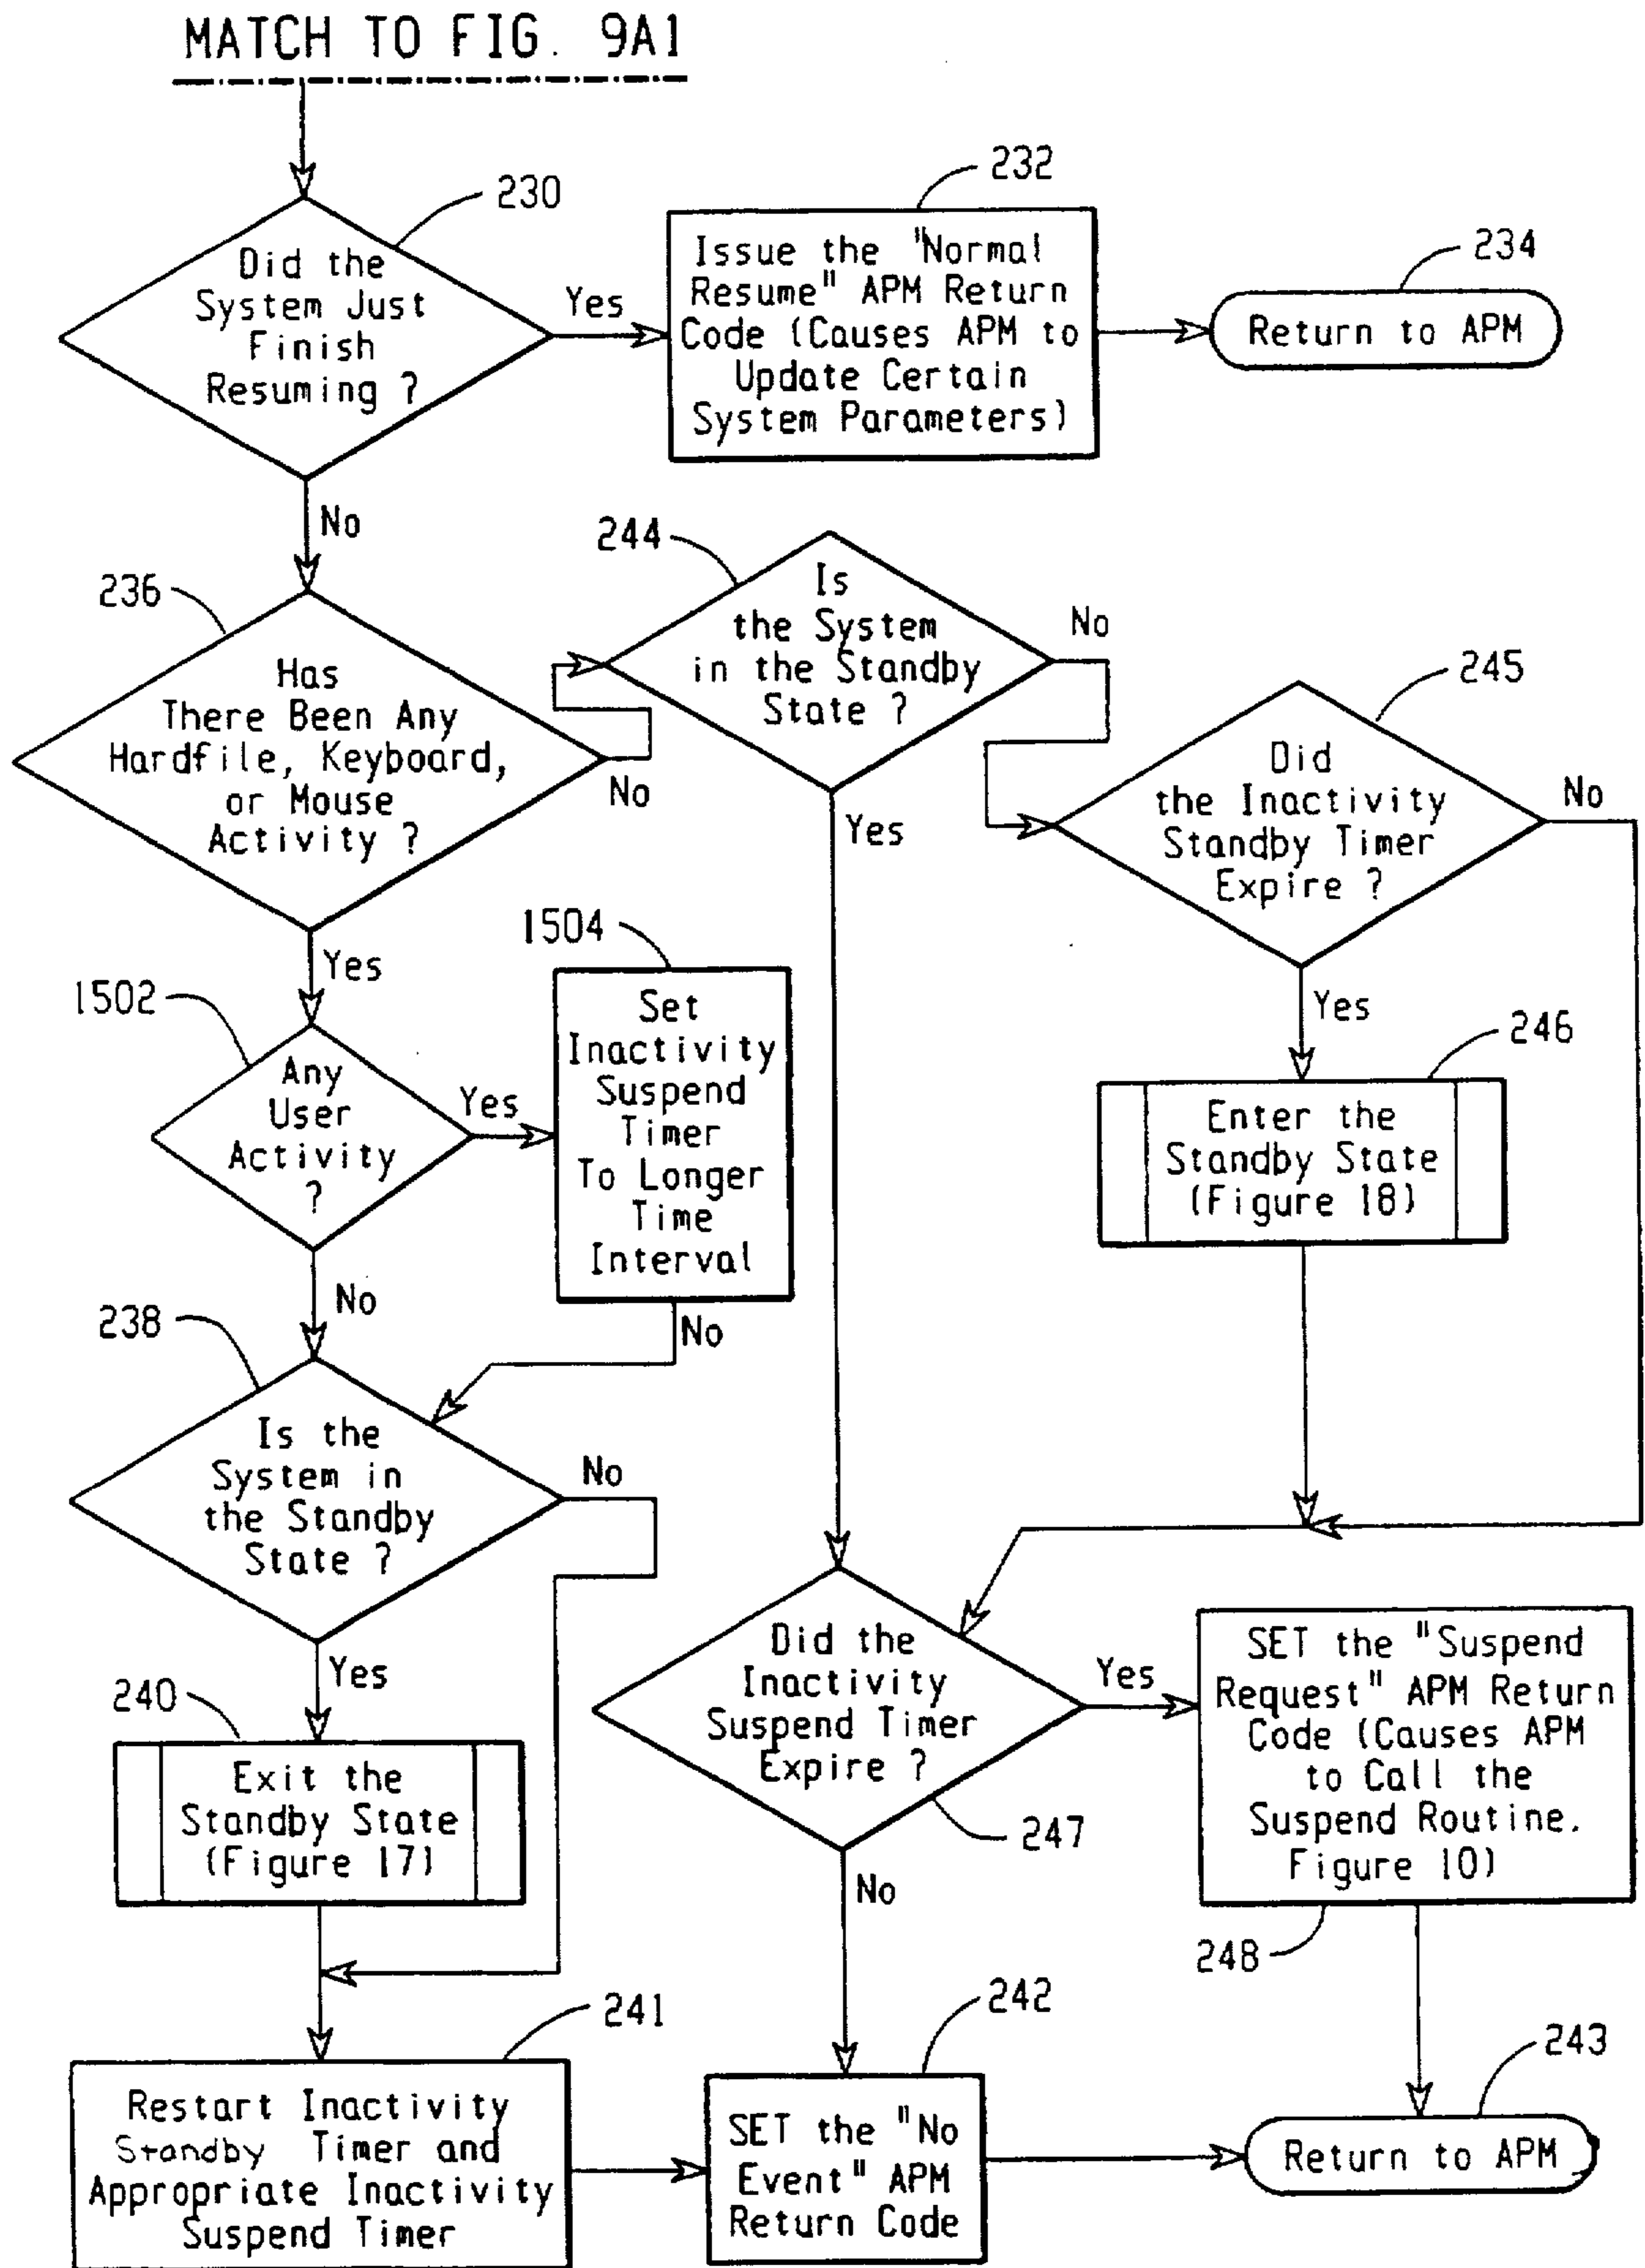 MATCH TO FIG. 9A1
230
Did the
System Just
Finish
Resuming ?
Yes
No
232
Issue the "Normal
Resume" APM Return
Code (Causes APM to
Update Certain
System Parameters)
234
Return to APM
236
Has
There Been Any
Hardfile, Keyboard,
or Mouse
Activity ?
No
Yes
244
Is
the System
in the Standby
State ?
No
Yes
245
Did
the Inactivity
Standby Timer
Expire ?
No
Yes
246
Enter the
Standby State
(Figure 18)
1502
Any
User
Activity
?
Yes
No
1504
Set
Inactivity
Suspend
Timer
To Longer
Time
Interval
No
238
Is the
System in
the Standby
State ?
No
Yes
240
Exit the
Standby State
(Figure 17)
Did the
Inactivity
Suspend Timer
Expire ?
247
Yes
No
SET the "Suspend
Request" APM Return
Code (Causes APM
to Call the
Suspend Routine.
Figure 10)
248
241
Restart Inactivity
Standby Timer and
Appropriate Inactivity
Suspend Timer
242
SET the "No
Event" APM
Return Code
243
Return to APM